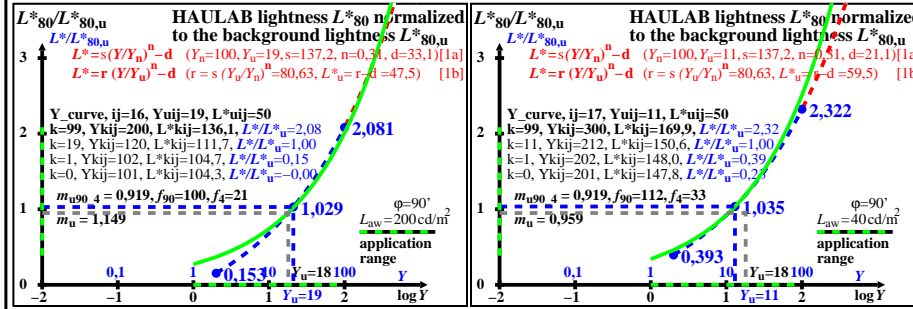 L*80/L*80,u
HAULAB lightness L*80 normalized
to the background lightness L*80,u
L*/L*80,u
L*=s(Y/Yn)n−d (Yn=100, Yu=19, s=137,2, n=0,31, d=33,1)[1a]
L*=r (Y/Yu)n−d (r = s (Yu/Yn)n=80,63, L*u=r−d=47,5) [1b]
Y_curve, ij=16, Yuij=19, L*uij=50
k=99, Ykij=200, L*kij=136,1, L*/L*u=2,08
k=19, Ykij=120, L*kij=111,7, L*/L*u=1,00
k=1, Ykij=102, L*kij=104,7, L*/L*u=0,15
k=0, Ykij=101, L*kij=104,3, L*/L*u=−0,00
2,081
mu90_4 = 0,919, f90=100, f4=21
mu = 1,149
1,029
φ=90’
Law=200cd/m2
application
range
0,153
3
2
1
0
0,1 1 10 100 Y
Yu=18
−2 −1 0 1 2 log Y
Yu=19
L*80/L*80,u
HAULAB lightness L*80 normalized
to the background lightness L*80,u
L*/L*80,u
L*=s(Y/Yn)n−d (Yn=100, Yu=11, s=137,2, n=0,31, d=21,1)[1a]
L*=r (Y/Yu)n−d (r = s (Yu/Yn)n=80,63, L*u=r−d=59,5) [1b]
Y_curve, ij=17, Yuij=11, L*uij=50
k=99, Ykij=300, L*kij=169,9, L*/L*u=2,32
k=11, Ykij=212, L*kij=150,6, L*/L*u=1,00
k=1, Ykij=202, L*kij=148,0, L*/L*u=0,39
k=0, Ykij=201, L*kij=147,8,
2,322
mu90_4 = 0,919, f90=112, f4=33
mu = 0,959
1,035
φ=90’
Law=40cd/m2
application
range
0,393
3
2
1
0
0,1 1 10 100 Y
Yu=18
−2 −1 0 1 2 log Y
Yu=11